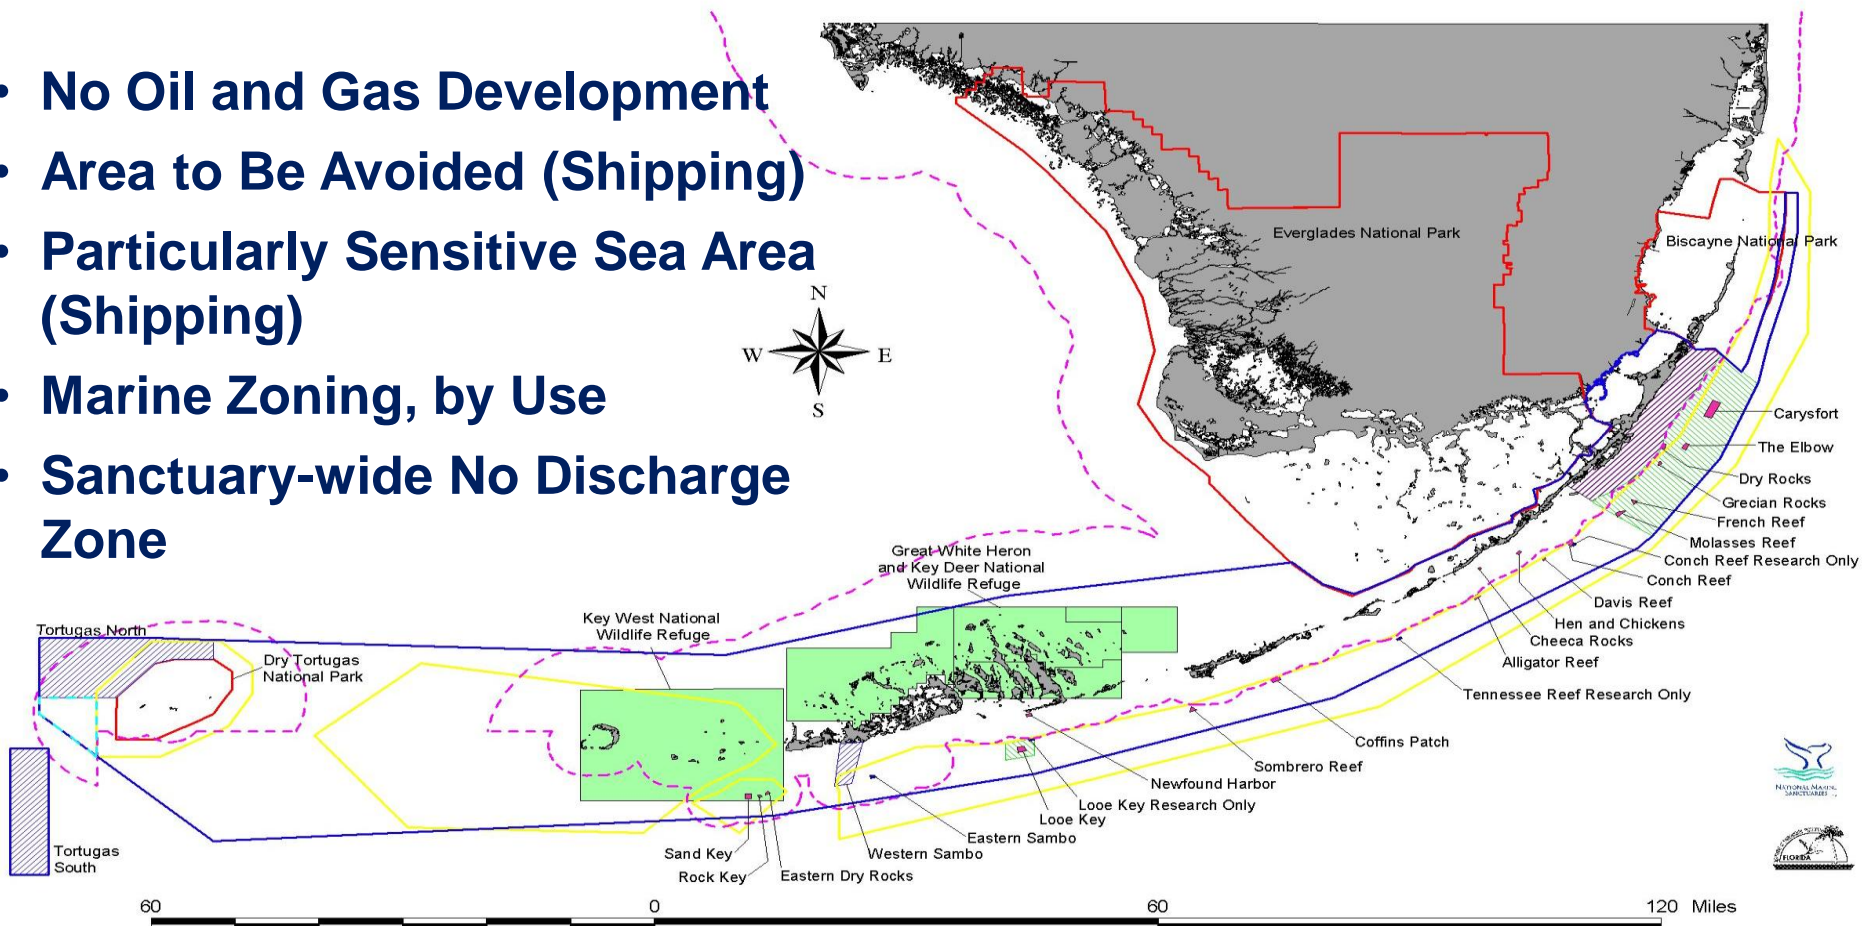 • No Oil and Gas Development
• Area to Be Avoided (Shipping)
• Particularly Sensitive Sea Area
(Shipping)
• Marine Zoning, by Use
• Sanctuary-wide No Discharge
Zone
N
W
E
S
Everglades National Park
Biscayne National Park
Carysfort
The Elbow
Dry Rocks
Grecian Rocks
French Reef
Molasses Reef
Conch Reef Research Only
Conch Reef
Davis Reef
Hen and Chickens
Cheeca Rocks
Alligator Reef
Tennessee Reef Research Only
Coffins Patch
Sombrero Reef
Newfound Harbor
Looe Key Research Only
Looe Key
Eastern Sambo
Western Sambo
Eastern Dry Rocks
Rock Key
Sand Key
Great White Heron
and Key Deer National
Wildlife Refuge
Key West National
Wildlife Refuge
Tortugas North
Dry Tortugas
National Park
Tortugas
South
NATIONAL MARINE
SANCTUARIES
FLORIDA
60
0
60
120 Miles